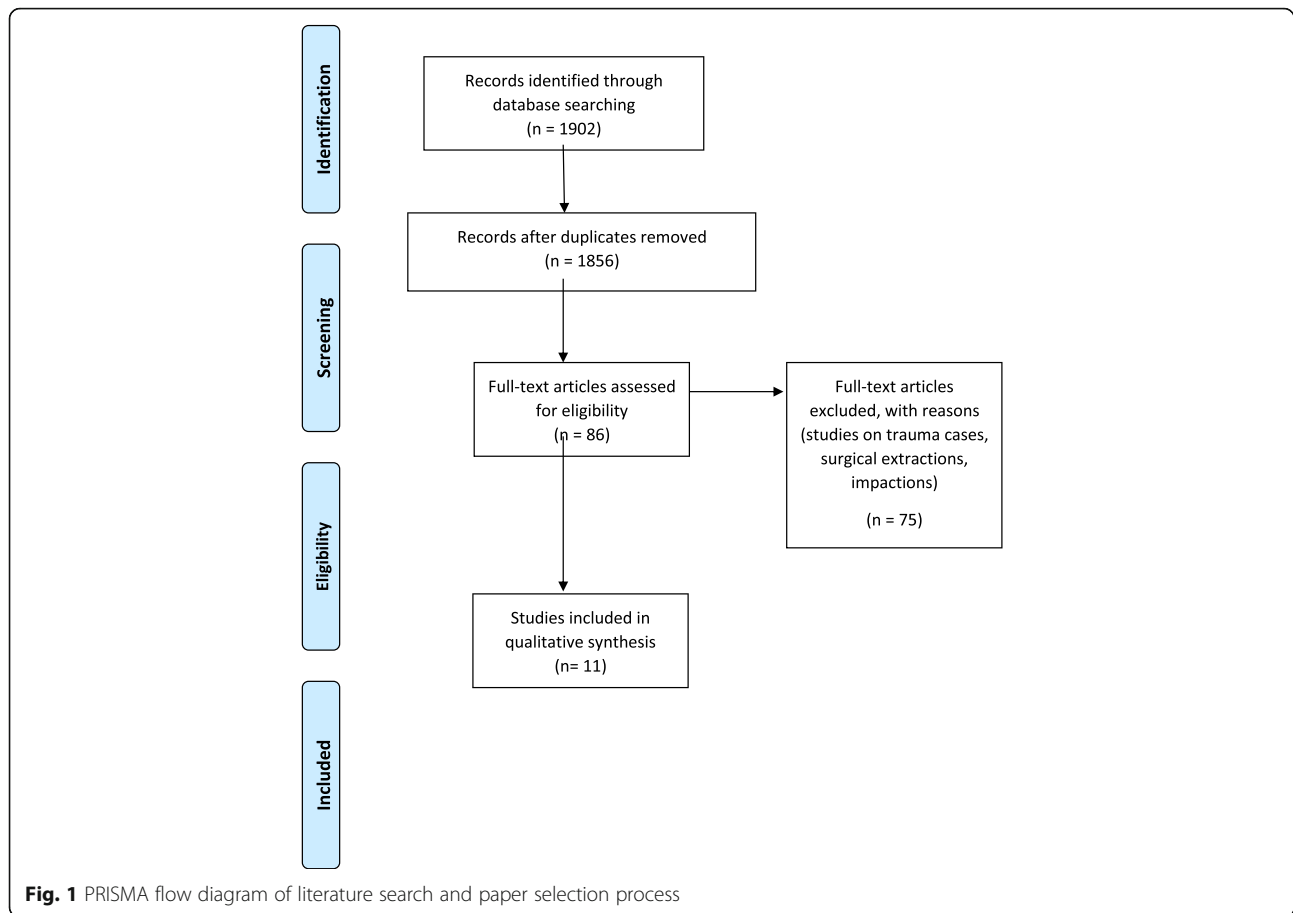 Identification
Records identified through
database searching
(n = 1902)
Records after duplicates removed
(n = 1856)
Screening
Full-text articles assessed
for eligibility
(n = 86)
Full-text articles
excluded, with reasons
(studies on trauma cases,
surgical extractions,
impactions)
(n = 75)
Eligibility
Studies included in
qualitative synthesis
(n= 11)
Included
Fig. 1 PRISMA flow diagram of literature search and paper selection process